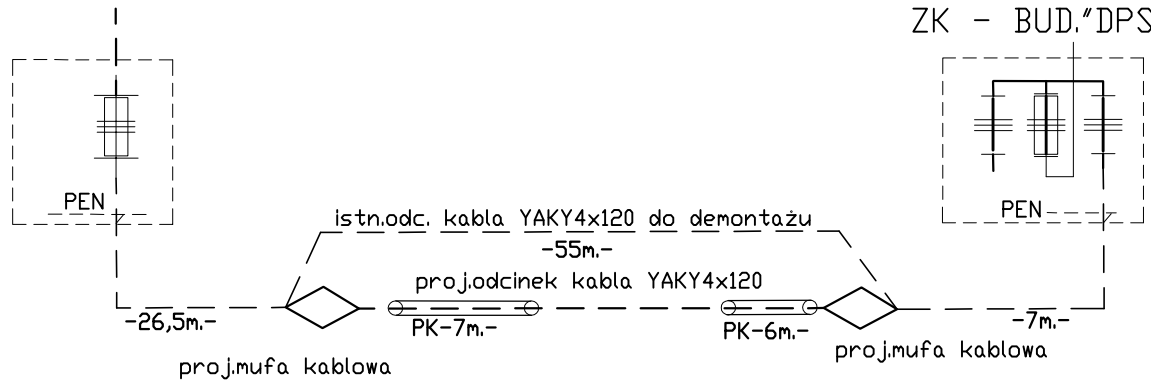 ZK - BUD."DPS
PEN
PEN
istn.odc. kabla YAKY4x120 do demontażu
-55m.-
proj.odcinek kabla YAKY4x120
-26,5m.-
PK-7m.-
PK-6m.-
-7m.-
proj.mufa kablowa
proj.mufa kablowa